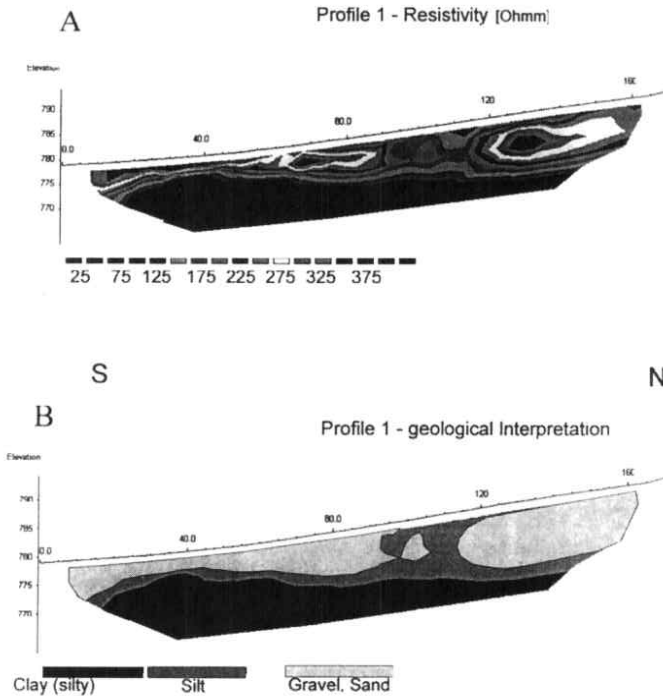 A
Profile 1 - Resistivity [Ohmm]
Elevation
790
785
780
770
0.0
40.0
80.0
120
160
25 75 125 175 225 275 325 375
S N
B
Profile 1 - geological Interpretation
Elevation
790
785
780
770
0.0
40.0
80.0
120
160
Clay (silty) Silt Gravel. Sand